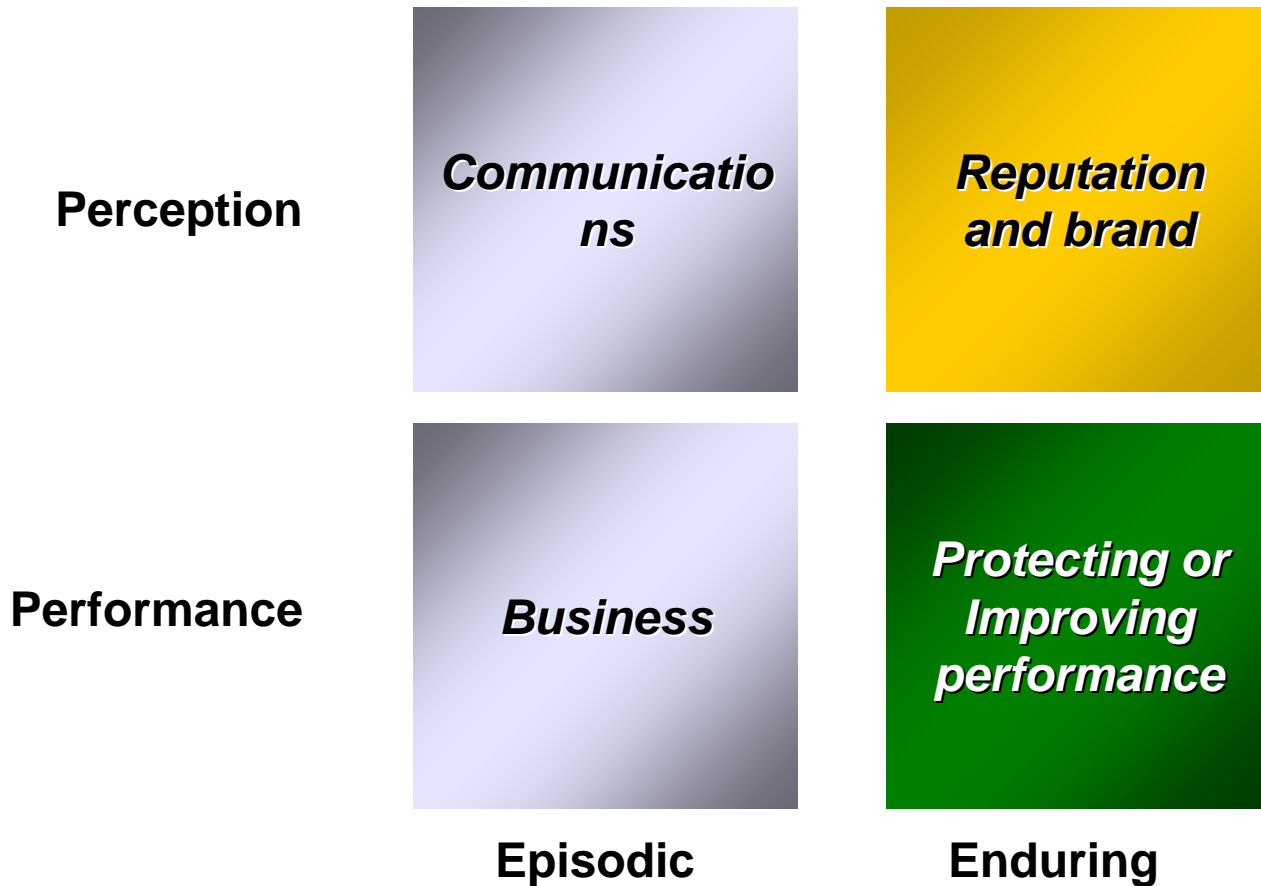 Perception
Communicatio
ns
Reputation
and brand
Performance
Business
Protecting or
Improving
performance
Episodic
Enduring